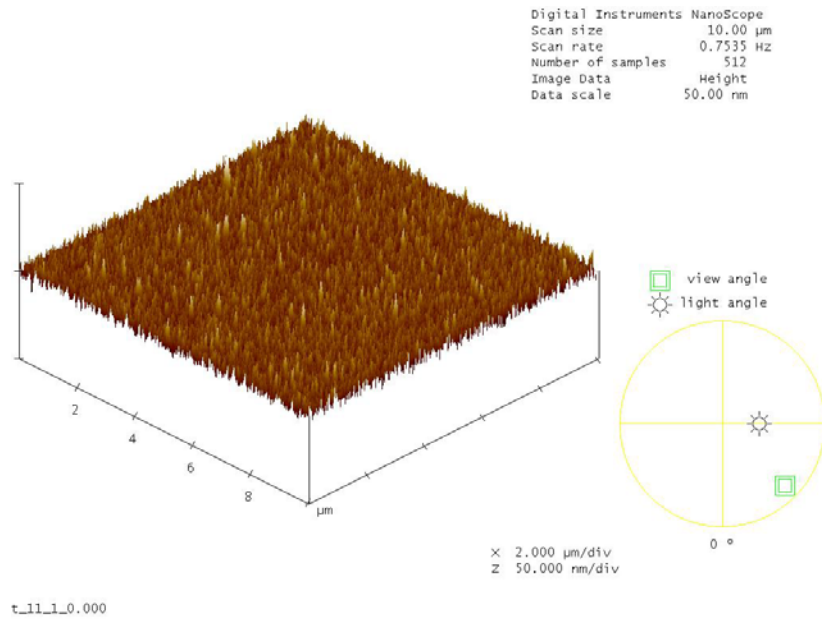 Digital Instruments NanoScope
Scan size 10.00 µm
Scan rate 0.7535 Hz
Number of samples 512
Image Data Height
Data scale 50.00 nm
view angle
light angle
2
4
6
8
µm
0 °
X 2.000 µm/div
Z 50.000 nm/div
t_11_1_0.000